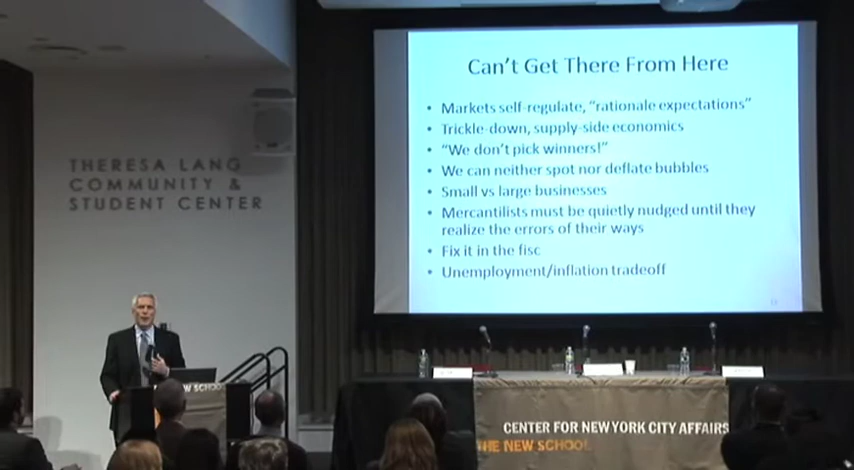 Can't Get There From Here
• Markets self-regulate, "rationale expectations"
• Trickle-down, supply-side economics
• "We don't pick winners!"
• We can neither spot nor deflate bubbles
• Small vs large businesses
• Mercantilists must be quietly nudged until they
realize the errors of their ways
• Fix it in the fisc
• Unemployment/inflation tradeoff
THERESA LANG
COMMUNITY &
STUDENT CENTER
NEW SCHOOL
CENTER FOR NEW YORK CITY AFFAIRS
THE NEW SCHOOL